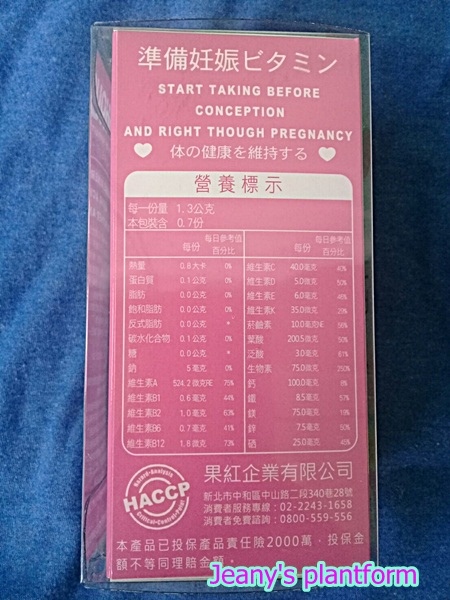 準備妊娠ビタミン
START TAKING BEFORE
CONCEPTION
AND RIGHT THOUGH PREGNANCY
体の健康を維持する
營養標示
每一份量 1.3公克
本包裝含 0.7份
每份 每日參考值百分比
熱量 0.8大卡 0%
蛋白質 0.1公克 0%
脂肪 0.0公克 0%
飽和脂肪 0.0公克 0%
反式脂肪 0.0公克 *
碳水化合物 0.1公克 0%
糖 0.0公克 *
鈉 5毫克 0%
維生素A 524.2微克RE 75%
維生素B1 0.6毫克 44%
維生素B2 1.0毫克 63%
維生素B6 0.7毫克 41%
維生素B12 1.8微克 73%
每份 每日參考值百分比
維生素C 40.0毫克 40%
維生素D 5.0微克 50%
維生素E 6.0毫克 46%
維生素K 35.0微克 29%
菸鹼素 10.0毫克NE 56%
葉酸 200.5微克 50%
泛酸 3.0毫克 61%
生物素 75.0微克 250%
鈣 100.0毫克 8%
鐵 8.5毫克 57%
鎂 75.0毫克 19%
鋅 7.5毫克 50%
硒 25.0微克 46%
Hazard-Analysis
HACCP
Critical-Control-Point
果紅企業有限公司
新北市中和區中山路二段340巷28號
消費者服務專線：02-2243-1658
消費者免費諮詢：0800-559-556
本產品已投保產品責任險2000萬，投保金
額不等同理賠金額。
Jeany's plantform